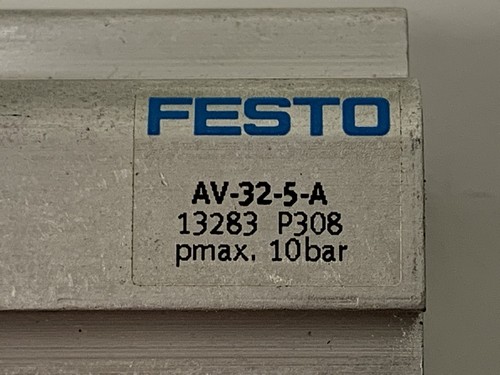 FESTO
AV-32-5-A
13283 P308
pmax. 10bar